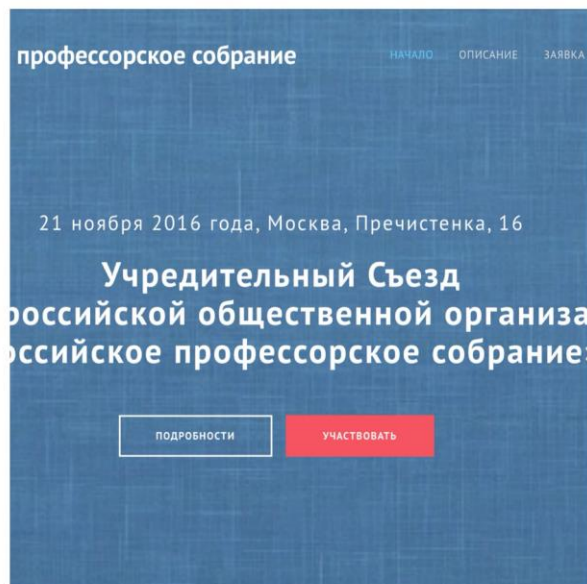 профессорское собрание
НАЧАЛО ОПИСАНИЕ ЗАЯВКА
21 ноября 2016 года, Москва, Пречистенка, 16
Учредительный Съезд
российской общественной организа
оссийское профессорское собрание
ПОДРОБНОСТИ УЧАСТВОВАТЬ